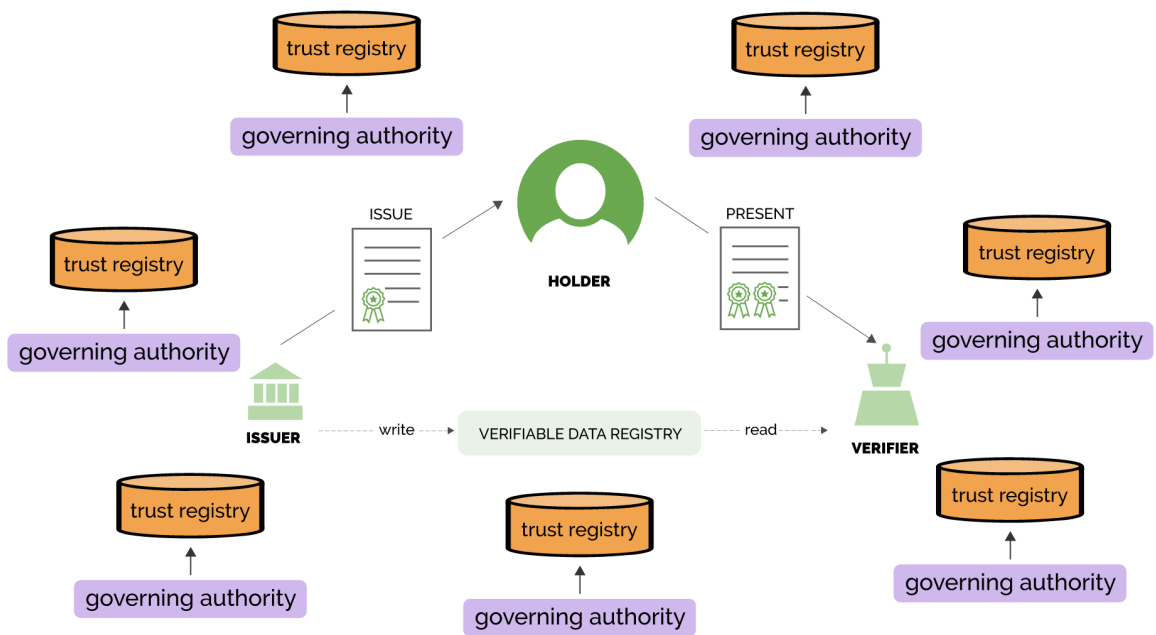 trust registry
trust registry
governing authority
governing authority
ISSUE
PRESENT
trust registry
trust registry
HOLDER
governing authority
governing authority
ISSUER
write
VERIFIABLE DATA REGISTRY
read
VERIFIER
trust registry
trust registry
trust registry
governing authority
governing authority
governing authority